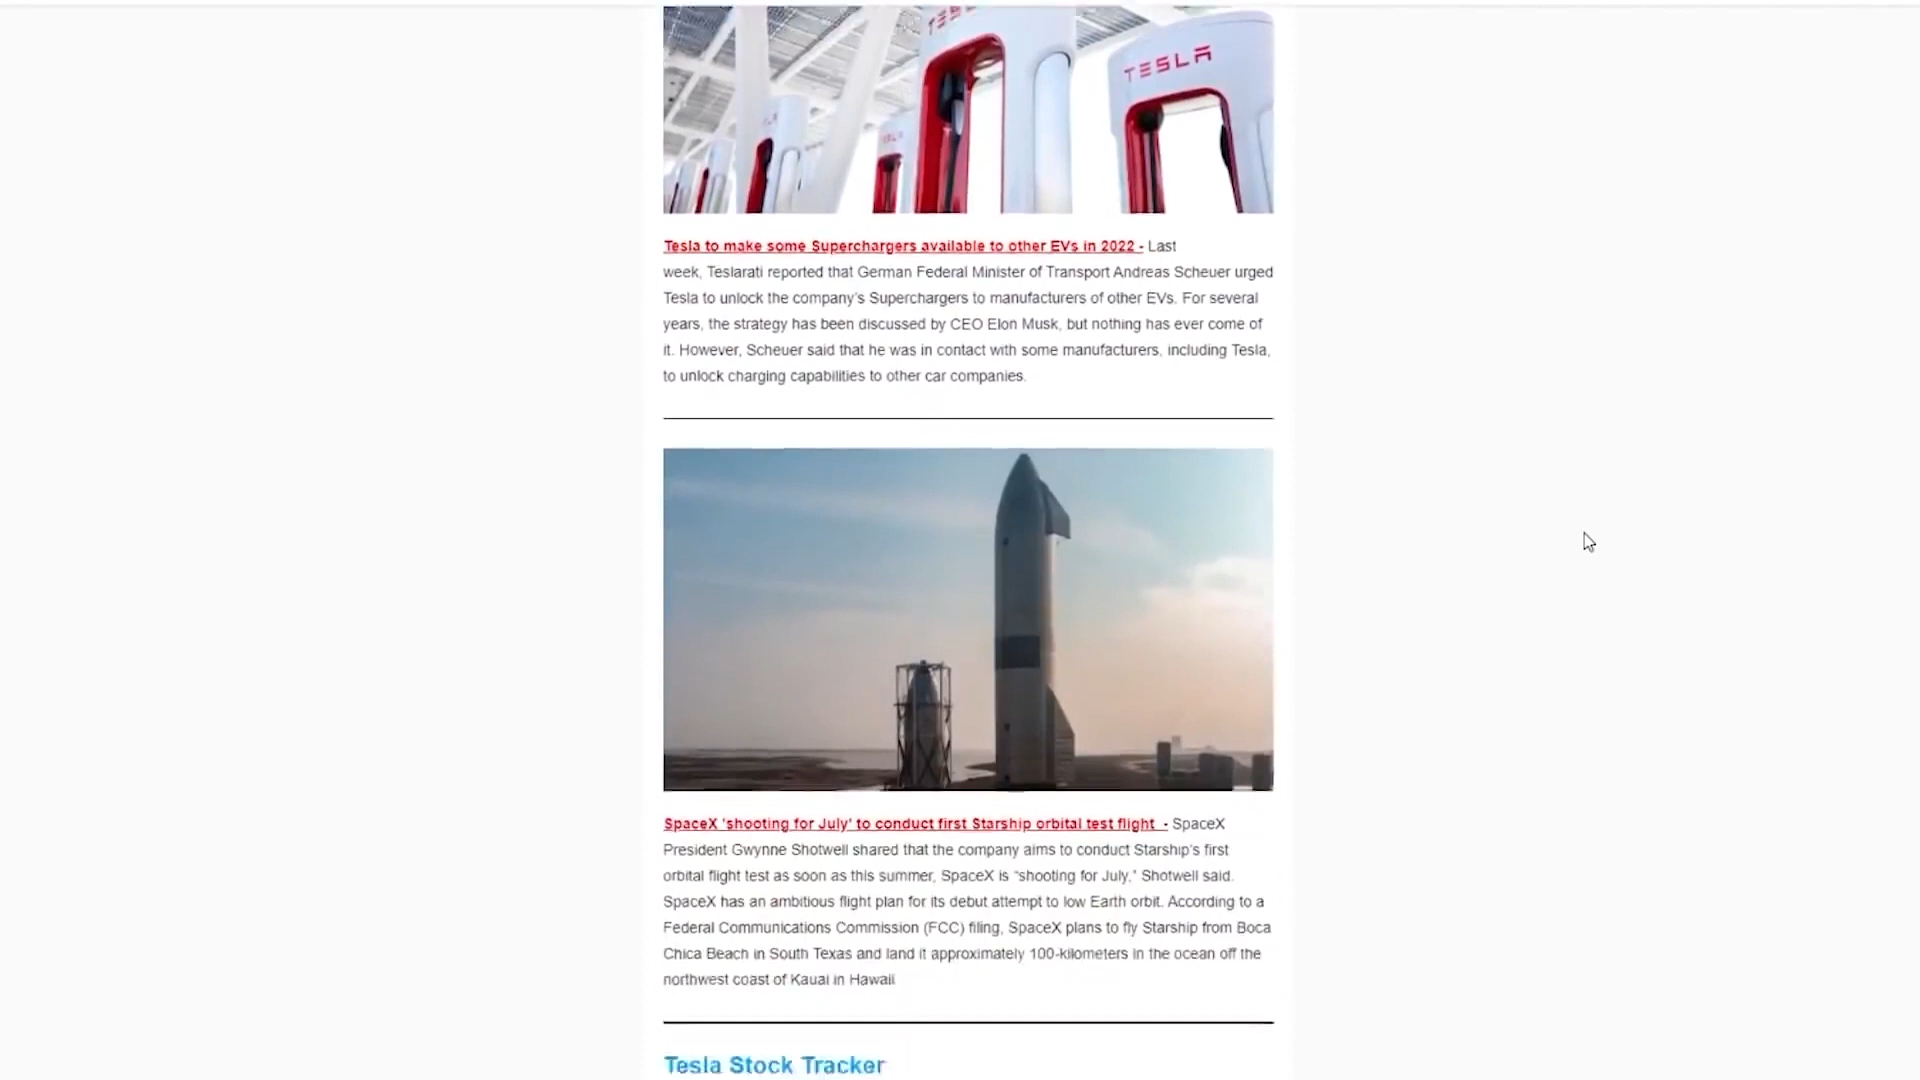 TESLA
TESLA
Tesla to make some Superchargers available to other EVs in 2022 - Last
week, Teslarati reported that German Federal Minister of Transport Andreas Scheuer urged
Tesla to unlock the company's Superchargers to manufacturers of other EVs. For several
years, the strategy has been discussed by CEO Elon Musk, but nothing has ever come of
it. However, Scheuer said that he was in contact with some manufacturers, including Tesla,
to unlock charging capabilities to other car companies.
SpaceX 'shooting for July' to conduct first Starship orbital test flight - SpaceX
President Gwynne Shotwell shared that the company aims to conduct Starship's first
orbital flight test as soon as this summer, SpaceX is "shooting for July," Shotwell said.
SpaceX has an ambitious flight plan for its debut attempt to low Earth orbit. According to a
Federal Communications Commission (FCC) filing, SpaceX plans to fly Starship from Boca
Chica Beach in South Texas and land it approximately 100-kilometers in the ocean off the
northwest coast of Kauai in Hawaii
Tesla Stock Tracker